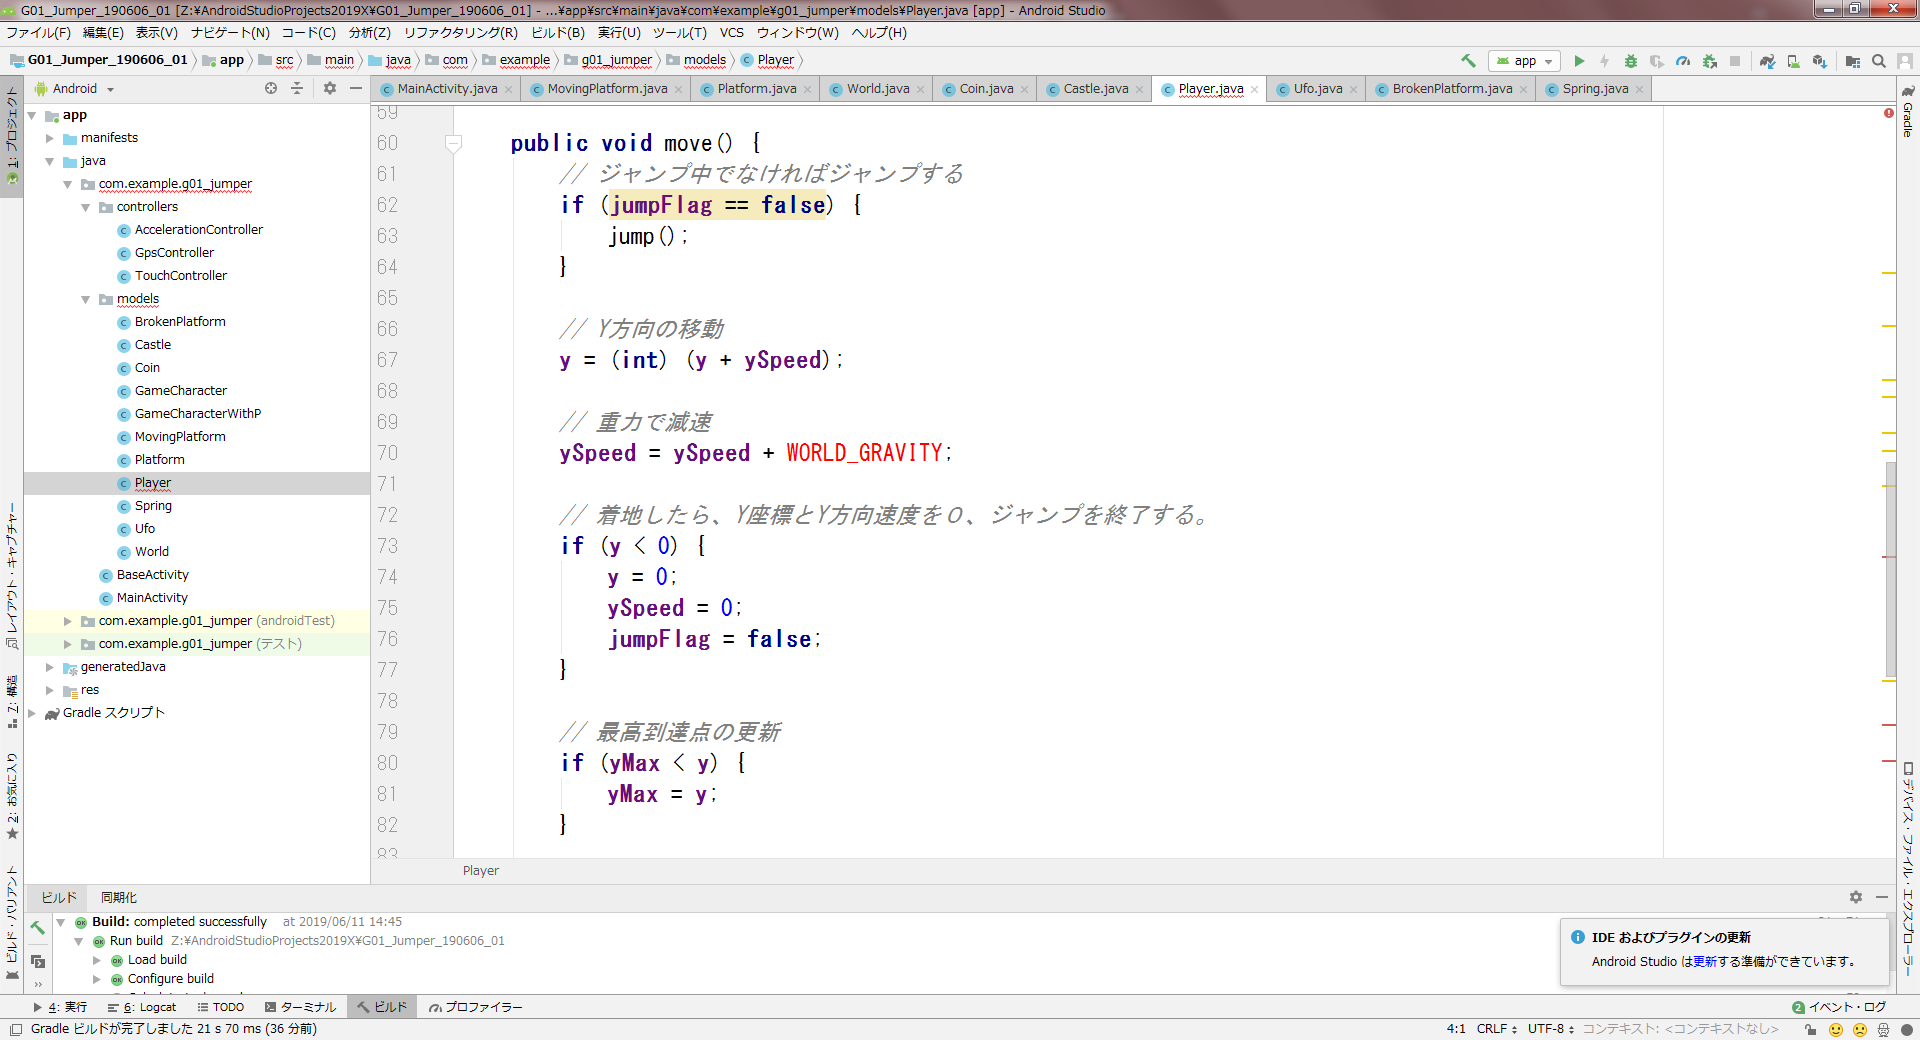 G01_Jumper_190606_01 [Z:¥AndroidStudioProjects2019X¥G01_Jumper_190606_01] - ...¥app¥src¥main¥java¥com¥example¥g01_jumper¥models¥Player.java [app] - Android Studio
ファイル(F) 編集(E) 表示(V) ナビゲート(N) コード(C) 分析(Z) リファクタリング(R) ビルド(B) 実行(U) ツール(T) VCS ウィンドウ(W) ヘルプ(H)
G01_Jumper_190606_01 app src main java com example g01_jumper models Player app
Android
MainActivity.java MovingPlatform.java Platform.java World.java Coin.java Castle.java Player.java Ufo.java BrokenPlatform.java Spring.java
1: プロジェクト
レイアウト・キャプチャー
Z: 構造
2: お気に入り
ビルド・バリアント
app
manifests
java
com.example.g01_jumper
controllers
AccelerationController
GpsController
TouchController
models
BrokenPlatform
Castle
Coin
GameCharacter
GameCharacterWithP
MovingPlatform
Platform
Player
Spring
Ufo
World
BaseActivity
MainActivity
com.example.g01_jumper (androidTest)
com.example.g01_jumper (テスト)
generatedJava
res
Gradle スクリプト
59
60 public void move() {
61 // ジャンプ中でなければジャンプする
62 if (jumpFlag == false) {
63 jump();
64 }
65
66 // Y方向の移動
67 y = (int) (y + ySpeed);
68
69 // 重力で減速
70 ySpeed = ySpeed + WORLD_GRAVITY;
71
72 // 着地したら、Y座標とY方向速度を０、ジャンプを終了する。
73 if (y < 0) {
74 y = 0;
75 ySpeed = 0;
76 jumpFlag = false;
77 }
78
79 // 最高到達点の更新
80 if (yMax < y) {
81 yMax = y;
82 }
83
Player
Gradle
デバイス・ファイル・エクスプローラー
ビルド 同期化
Build: completed successfully at 2019/06/11 14:45
Run build Z:¥AndroidStudioProjects2019X¥G01_Jumper_190606_01
Load build
Configure build
IDE およびプラグインの更新
Android Studio は更新する準備ができています。
4: 実行 6: Logcat TODO ターミナル ビルド プロファイラー 2 イベント・ログ
Gradle ビルドが完了しました 21 s 70 ms (36 分前) 4:1 CRLF UTF-8 コンテキスト: <コンテキストなし>